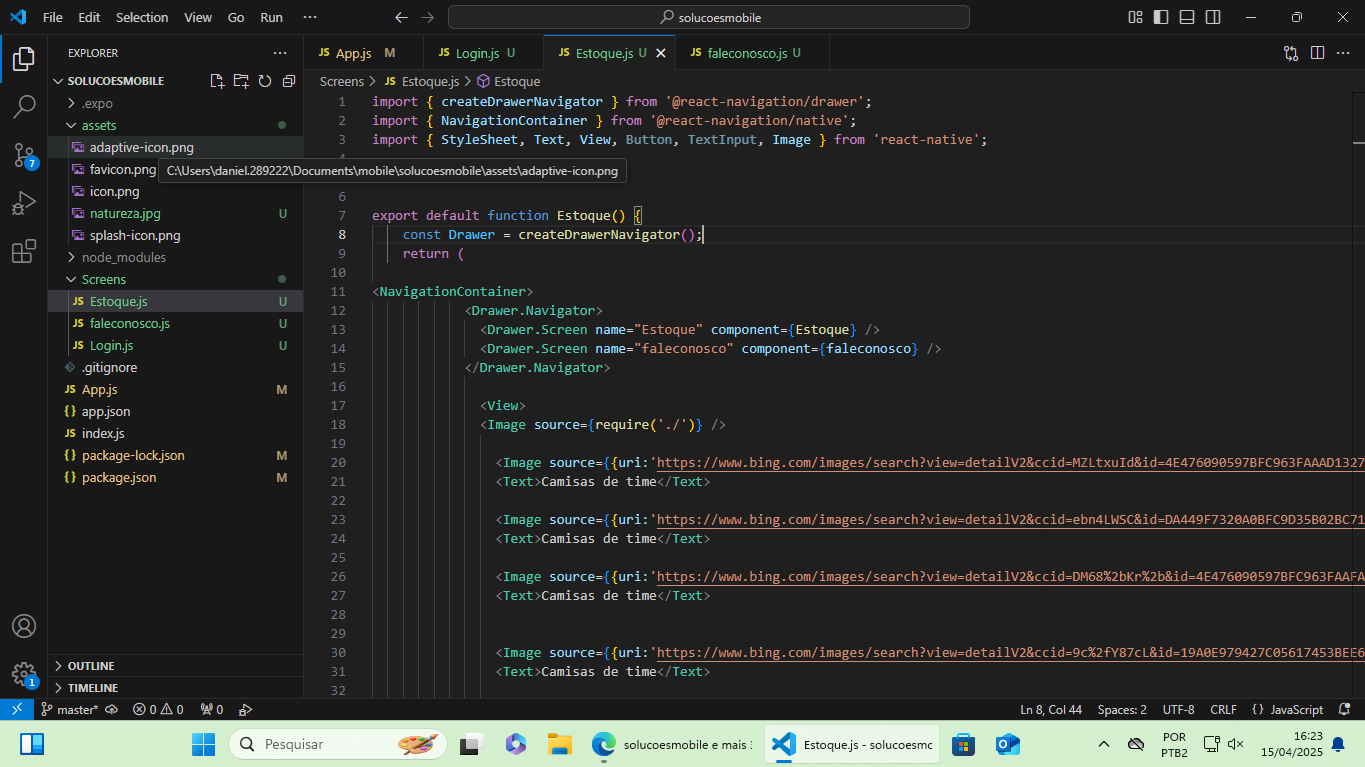 File Edit Selection View Go Run ··· solucoesmobile
EXPLORER ···
SOLUCOESMOBILE
.expo
assets
adaptive-icon.png
favicon.png
icon.png
natureza.jpg U
splash-icon.png
node_modules
Screens
Estoque.js U
faleconosco.js U
Login.js U
.gitignore
App.js M
app.json
index.js
package-lock.json M
package.json M
OUTLINE
TIMELINE
7
1
C:\Users\daniel.289222\Documents\mobile\solucoesmobile\assets\adaptive-icon.png
JS App.js M JS Login.js U JS Estoque.js U JS faleconosco.js U
Screens > JS Estoque.js > Estoque
1 import { createDrawerNavigator } from '@react-navigation/drawer';
2 import { NavigationContainer } from '@react-navigation/native';
3 import { StyleSheet, Text, View, Button, TextInput, Image } from 'react-native';
6
7 export default function Estoque() {
8 const Drawer = createDrawerNavigator();
9 return (
10
11 <NavigationContainer>
12 <Drawer.Navigator>
13 <Drawer.Screen name="Estoque" component={Estoque} />
14 <Drawer.Screen name="faleconosco" component={faleconosco} />
15 </Drawer.Navigator>
16
17 <View>
18 <Image source={require('./')} />
19
20 <Image source={{uri:'https://www.bing.com/images/search?view=detailV2&ccid=MZLtxuId&id=4E476090597BFC963FAAAD1327
21 <Text>Camisas de time</Text>
22
23 <Image source={{uri:'https://www.bing.com/images/search?view=detailV2&ccid=ebn4LWSC&id=DA449F7320A0BFC9D35B02BC71
24 <Text>Camisas de time</Text>
25
26 <Image source={{uri:'https://www.bing.com/images/search?view=detailV2&ccid=DM68%2bKr%2b&id=4E476090597BFC963FAAFA
27 <Text>Camisas de time</Text>
28
29
30 <Image source={{uri:'https://www.bing.com/images/search?view=detailV2&ccid=9c%2fY87cL&id=19A0E979427C05617453BEE6
31 <Text>Camisas de time</Text>
32
master* 0 0 0 Ln 8, Col 44 Spaces: 2 UTF-8 CRLF {} JavaScript
Pesquisar solucoesmobile e mais Estoque.js - solucoesmc POR PTB2 16:23 15/04/2025